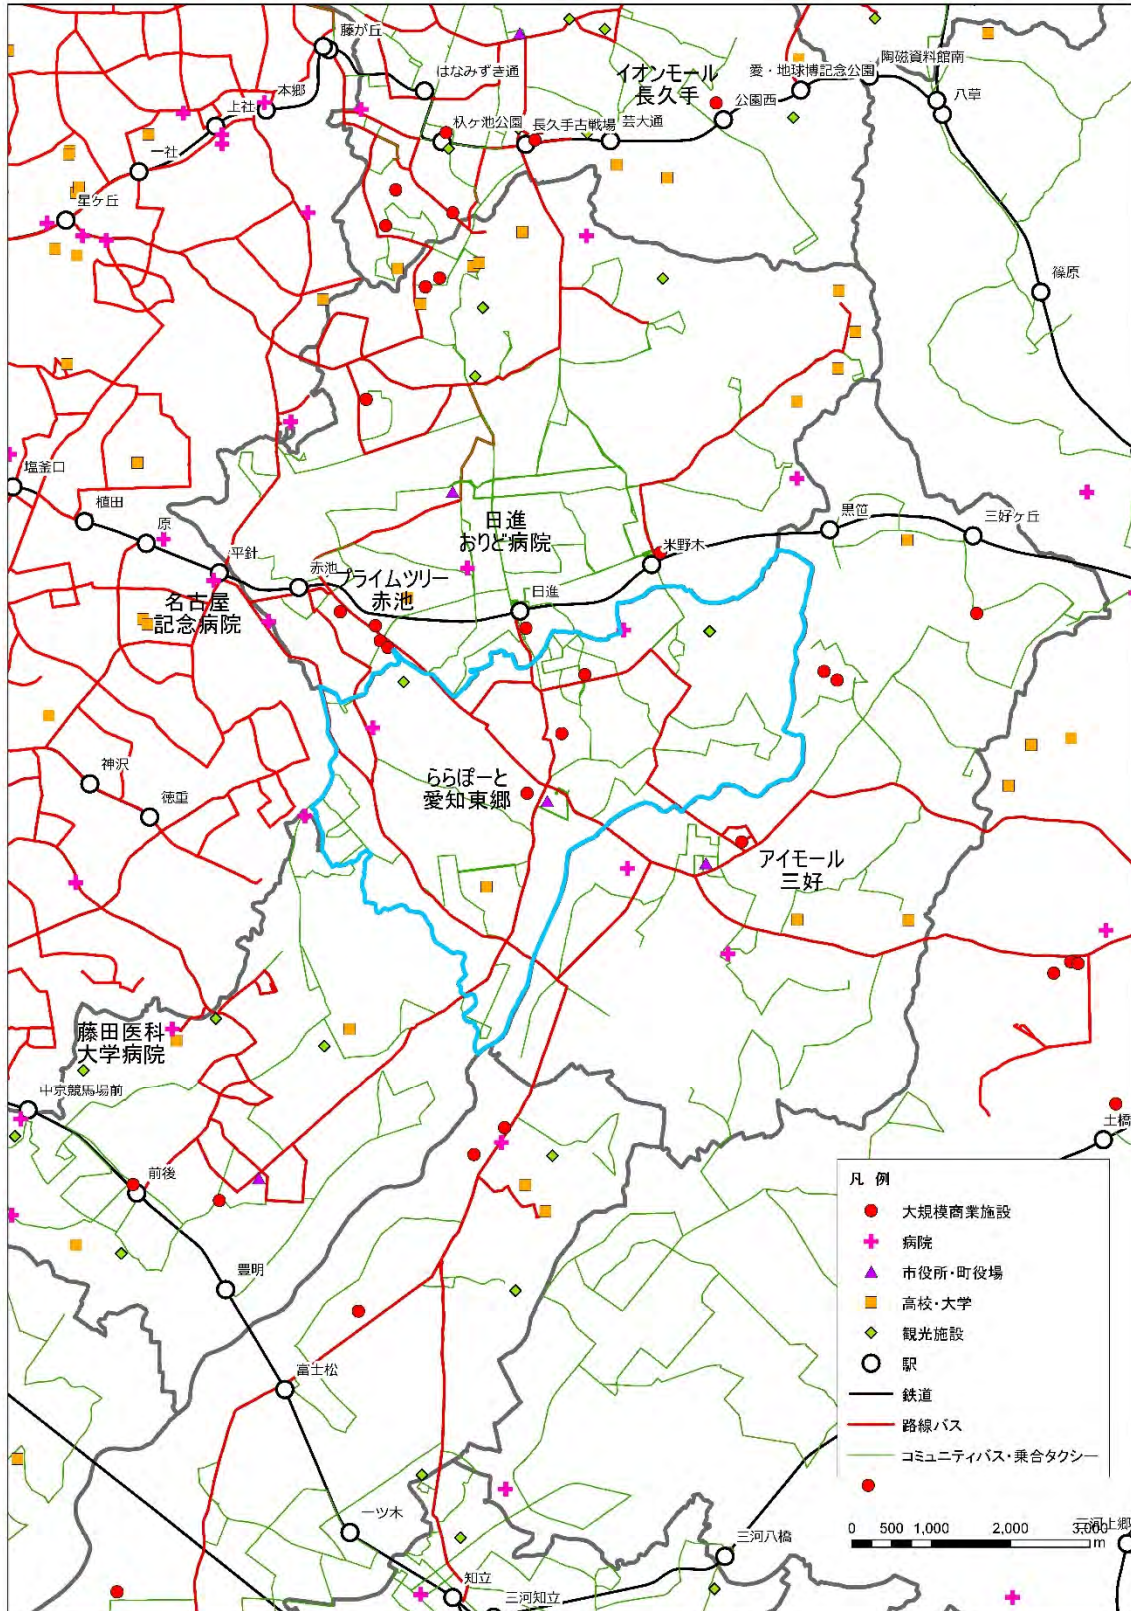 藤が丘
はなみずき通
本郷
上社
一社
星ヶ丘
イオンモール
長久手
愛・地球博記念公園
陶磁資料館南
八草
公園西
杁ヶ池公園
長久手古戦場
芸大通
篠原
塩釜口
植田
原
平針
赤池
日進
おりど病院
米野木
黒笹
三好ヶ丘
プライムツリー
赤池
日進
名古屋
記念病院
神沢
徳重
ららぽーと
愛知東郷
アイモール
三好
藤田医科
大学病院
中京競馬場前
前後
豊明
富士松
一ツ木
知立
三河知立
三河八橋
土橋
三河上郷
凡 例
大規模商業施設
病院
市役所・町役場
高校・大学
観光施設
駅
鉄道
路線バス
コミュニティバス・乗合タクシー
0 500 1,000 2,000 3,000
m